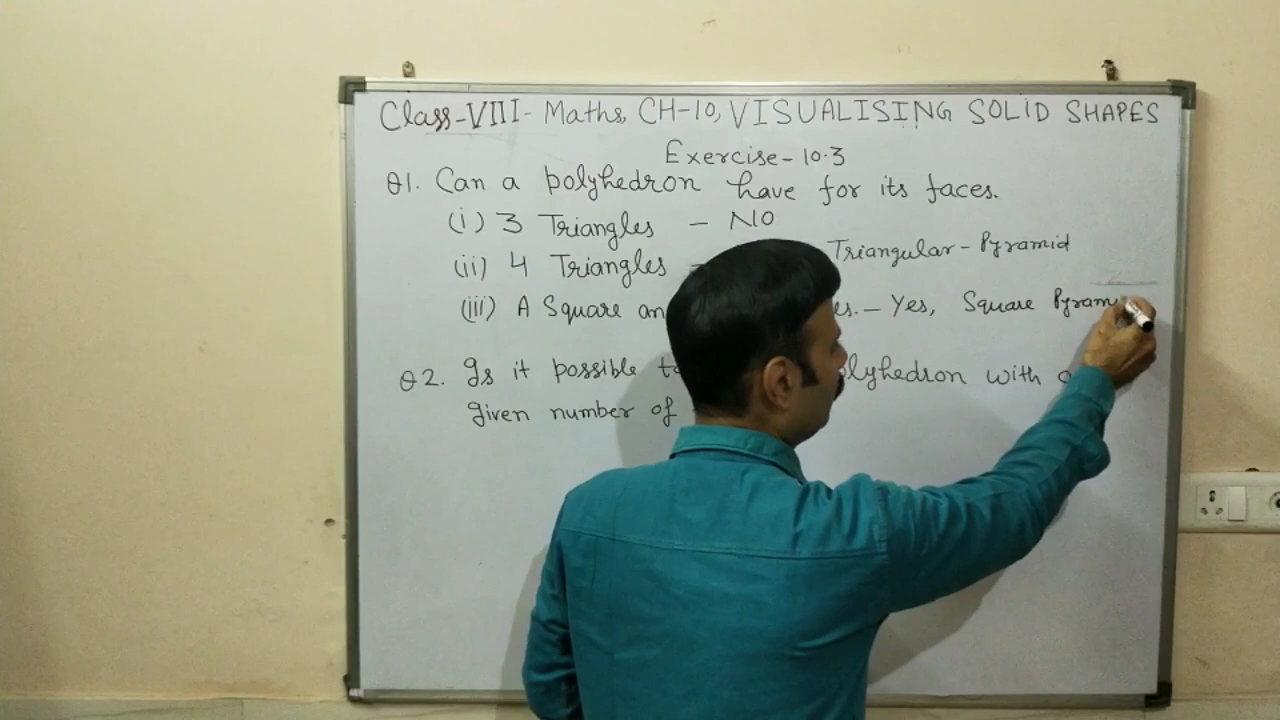 Class-VIII- Maths, CH-10, VISUALISING SOLID SHAPES
Exercise-10.3
Q1. Can a polyhedron have for its faces.
(i) 3 Triangles - NO
(ii) 4 Triangles - Triangular-Pyramid
(iii) A Square an es. - Yes, Square Pyram
Q2. Is it possible olyhedron with
given number of